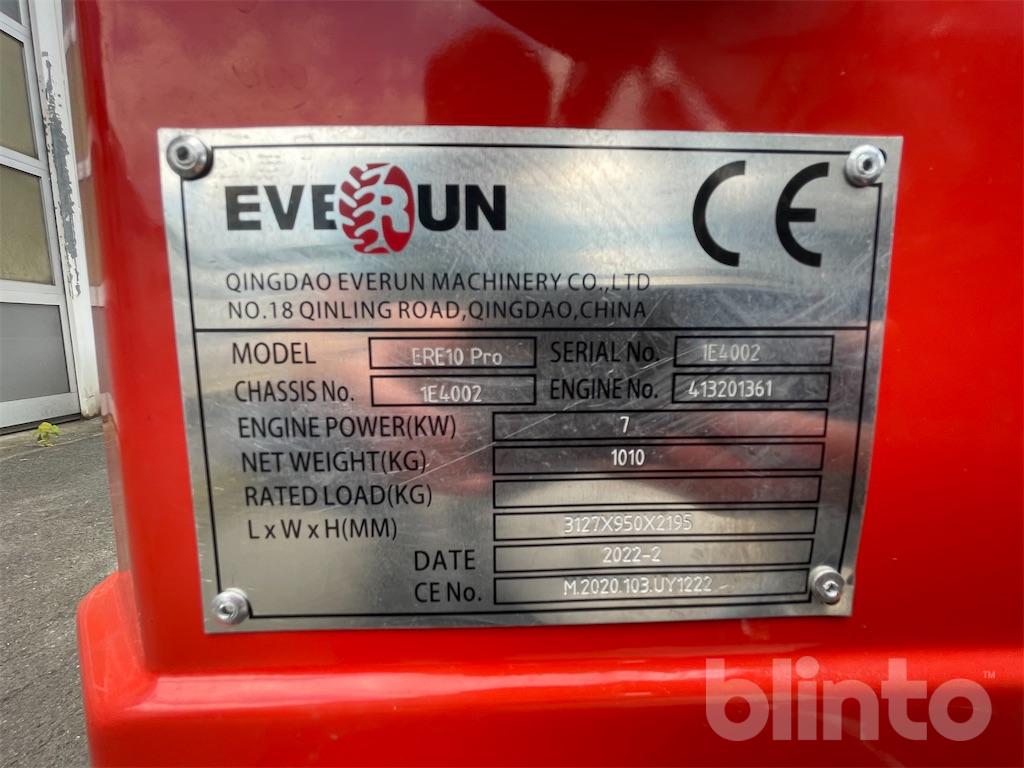 EVERUN
CE
QINGDAO EVERUN MACHINERY CO.,LTD
NO.18 QINLING ROAD,QINGDAO,CHINA
MODEL ERE10 Pro SERIAL No. 1E4002
CHASSIS No. 1E4002 ENGINE No. 413201361
ENGINE POWER(KW) 7
NET WEIGHT(KG) 1010
RATED LOAD(KG)
L x W x H(MM) 3127X950X2195
DATE 2022-2
CE No. M.2020.103.UY1222
blinto™